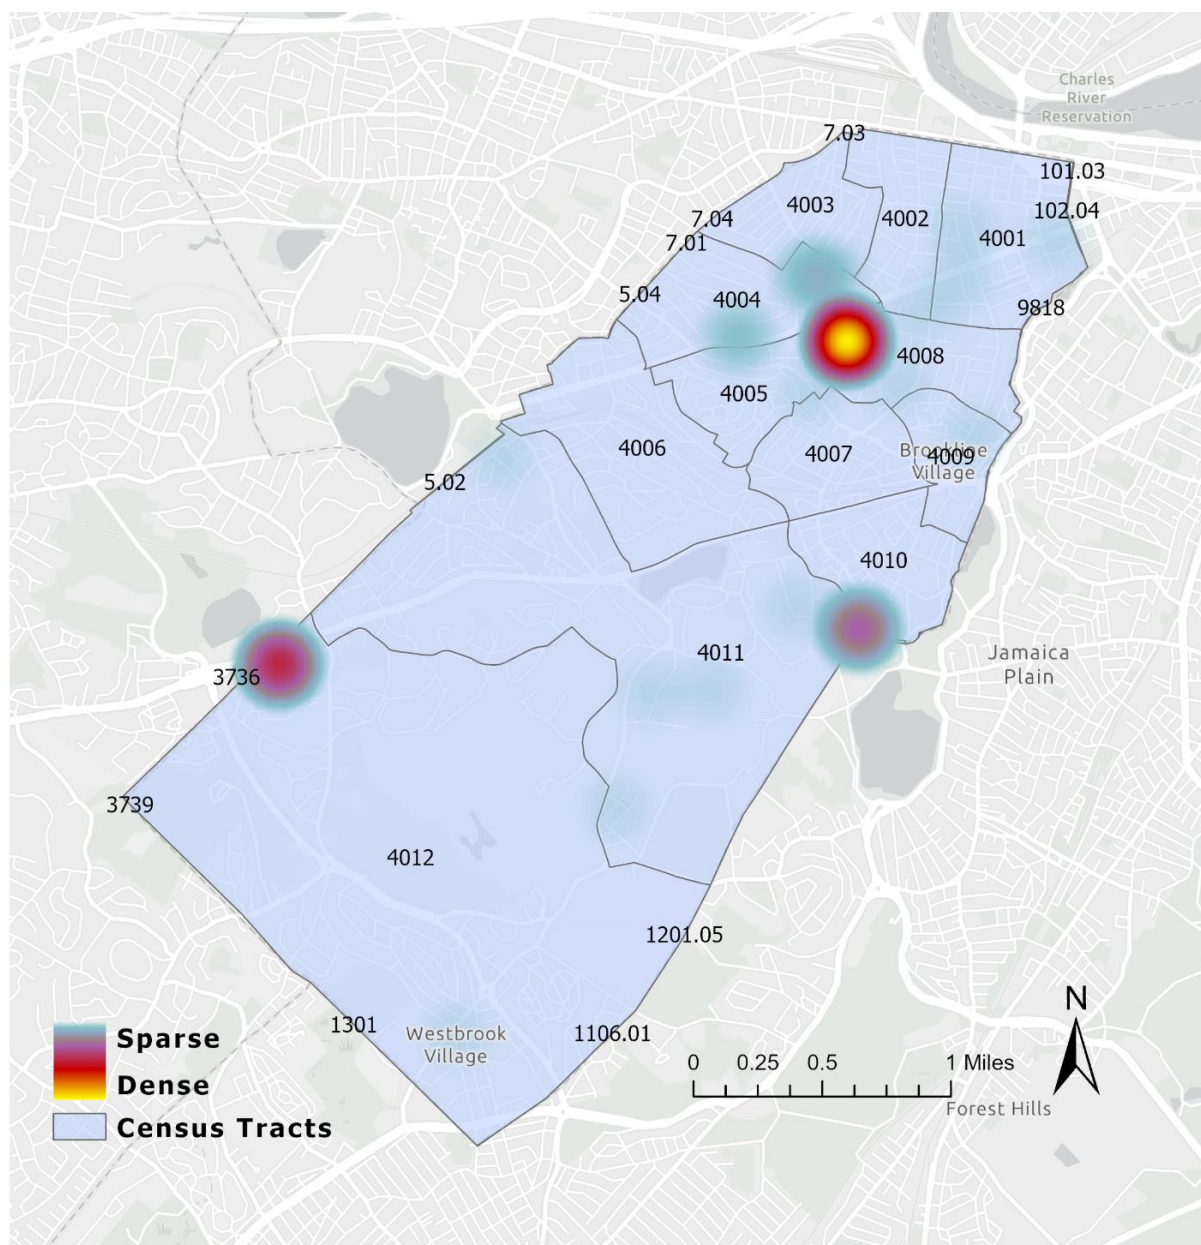 Charles
River
Reservation
7.03
101.03
4003
102.04
7.04
4002
4001
7.01
5.04
4004
9818
4008
4005
4006
4007
Brookline
4009
Village
5.02
4010
4011
Jamaica
Plain
3736
3739
4012
1201.05
N
1301
Westbrook
Village
1106.01
Sparse
Dense
Census Tracts
0 0.25 0.5 1 Miles
Forest Hills